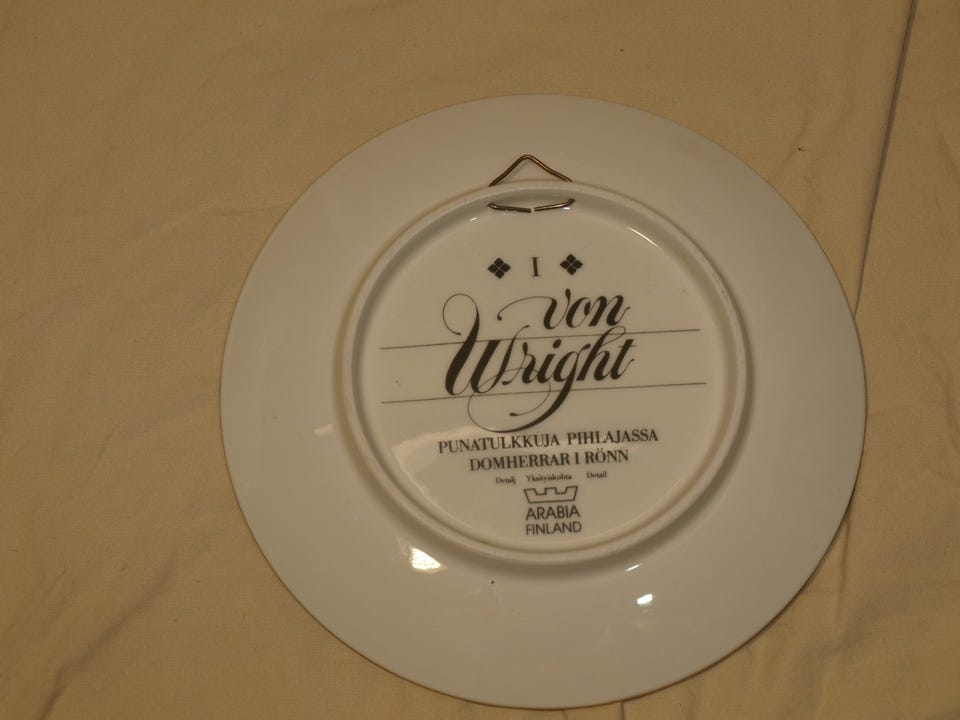 I
von
Wright
PUNATULKKUJA PIHLAJASSA
DOMHERRAR I RÖNN
Detalj Yksityiskohta Detail
ARABIA
FINLAND